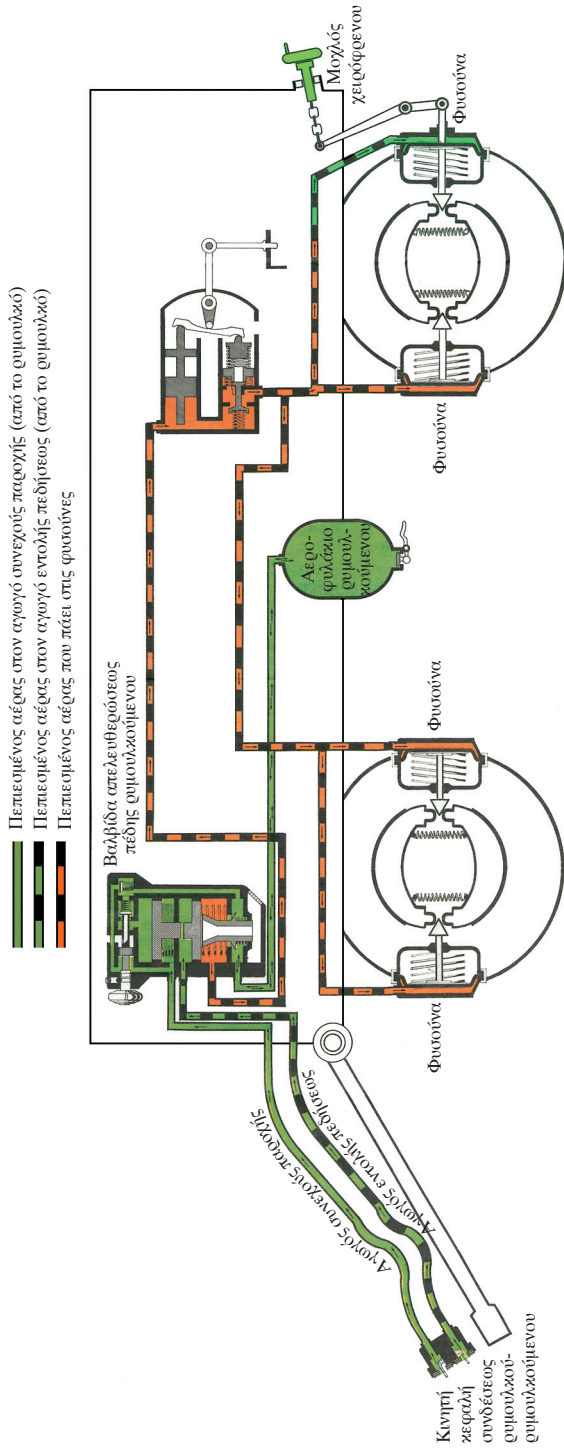 Πεπιεσμένος αέρας στον αγωγό συνεχούς παροχής (από το ρυμουλκό)
Πεπιεσμένος αέρας στον αγωγό εντολής πεδήσεως (από το ρυμουλκό)
Πεπιεσμένος αέρας που πάει στις φυσούνες
Βαλβίδα απελευθερώσεως
πέδης ρυμουλκούμενου
Μοχλός
χειρόφρενου
Αερο-
φυλάκιο
ρυμουλ-
κούμενου
Αγωγός συνεχούς παροχής
Αγωγός εντολής πεδήσεως
Κινητή
κεφαλή
συνδέσεως
ρυμουλκού-
ρυμουλκούμενου
Φυσούνα
Φυσούνα
Φυσούνα
Φυσούνα